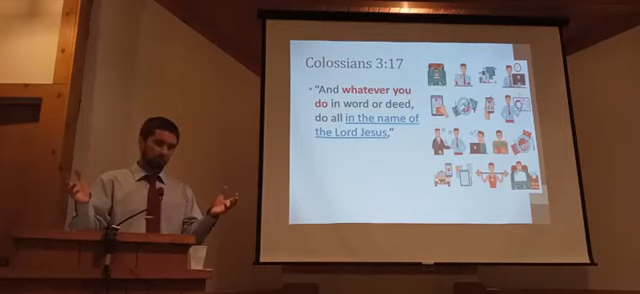 Colossians 3:17
• "And whatever you
do in word or deed,
do all in the name of
the Lord Jesus,"